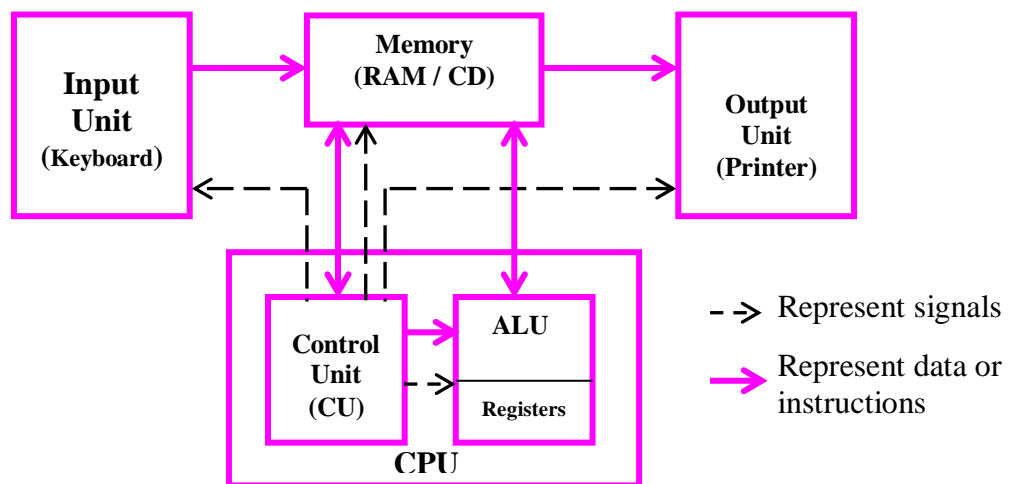 Input
Unit
(Keyboard)
Memory
(RAM / CD)
Output
Unit
(Printer)
Control
Unit
(CU)
ALU
Registers
CPU
Represent signals
Represent data or
instructions